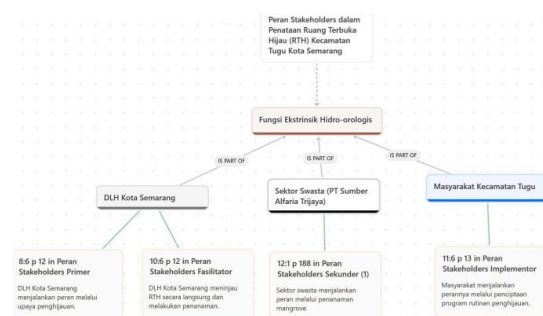 Peran Stakeholders dalam
Penataan Ruang Terbuka
Hijau (RTH) Kecamatan
Tugu Kota Semarang
Fungsi Ekstrinsik Hidro-orologis
IS PART OF
IS PART OF
IS PART OF
DLH Kota Semarang
Sektor Swasta (PT Sumber
Alfaria Trijaya)
Masyarakat Kecamatan Tugu
8:6 p 12 in Peran
Stakeholders Primer
DLH Kota Semarang
menjalankan peran melalui
upaya penghijauan.
10:6 p 12 in Peran
Stakeholders Fasilitator
DLH Kota Semarang meninjau
RTH secara langsung dan
melakukan penanaman.
12:1 p 188 in Peran
Stakeholders Sekunder (1)
Sektor swasta menjalankan
peran melalui penanaman
mangrove
11:6 p 13 in Peran
Stakeholders Implementor
Masyarakat menjalankan
perannya melalui penciptaan
program rutinan penghijauan.